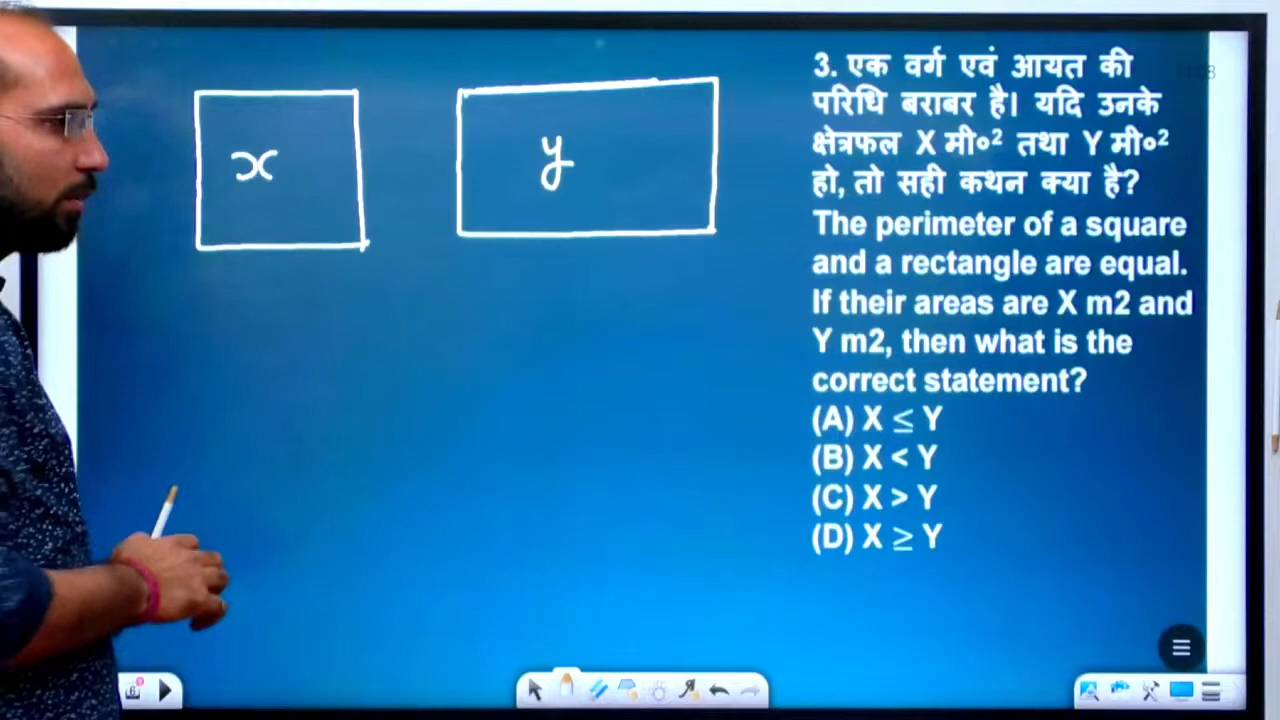 x
y
3. एक वर्ग एवं आयत की
परिधि बराबर है। यदि उनके
क्षेत्रफल X मी०² तथा Y मी०²
हो, तो सही कथन क्या है?
The perimeter of a square
and a rectangle are equal.
If their areas are X m2 and
Y m2, then what is the
correct statement?
(A) X ≤ Y
(B) X < Y
(C) X > Y
(D) X ≥ Y